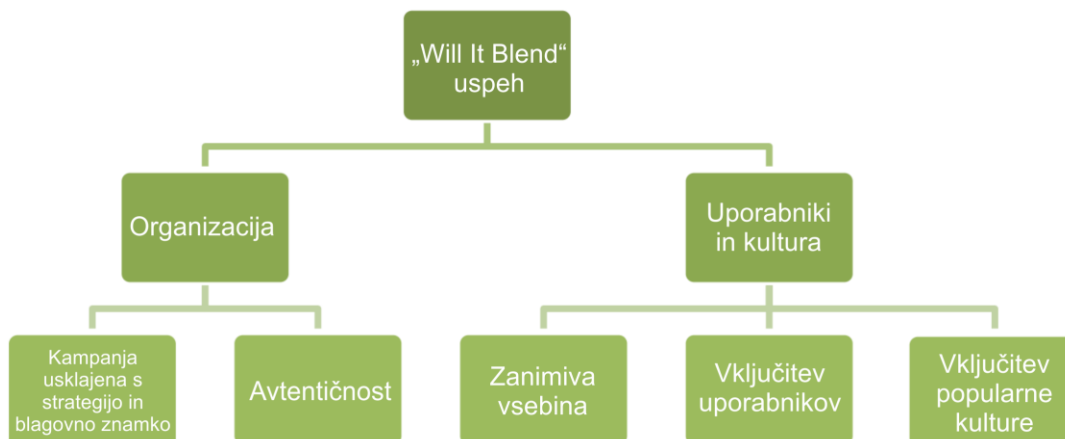 „Will It Blend“
uspeh
Organizacija
Uporabniki
in kultura
Kampanja
usklajena s
strategijo in
blagovno znamko
Avtentičnost
Zanimiva
vsebina
Vključitev
uporabnikov
Vključitev
popularne
kulture